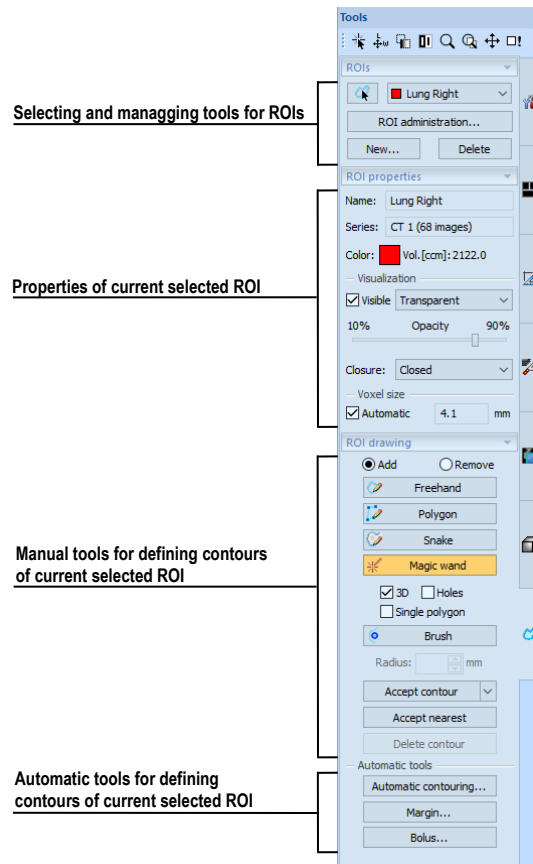 Tools
ROIs
Lung Right
Selecting and managging tools for ROIs
ROI administration...
New... Delete
ROI properties
Name: Lung Right
Series: CT 1 (68 images)
Color: Vol.[ccm]: 2122.0
Properties of current selected ROI
Visualization
Visible Transparent
10% Opacity 90%
Closure: Closed
Voxel size
Automatic 4.1 mm
ROI drawing
Add Remove
Freehand
Polygon
Snake
Manual tools for defining contours
of current selected ROI
Magic wand
3D Holes
Single polygon
Brush
Radius: mm
Accept contour
Accept nearest
Delete contour
Automatic tools for defining
contours of current selected ROI
Automatic tools
Automatic contouring...
Margin...
Bolus...